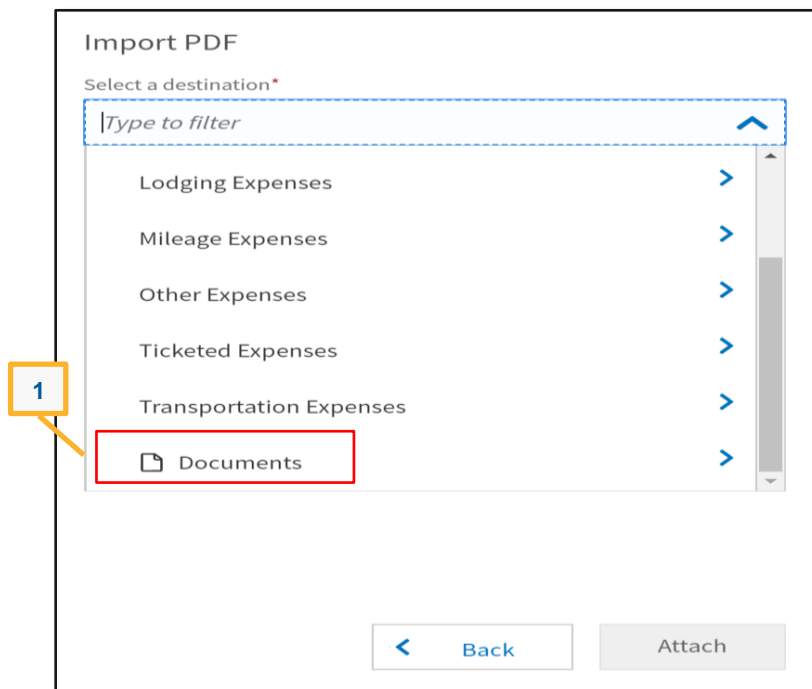 Import PDF
Select a destination*
Type to filter
Lodging Expenses
Mileage Expenses
Other Expenses
Ticketed Expenses
1
Transportation Expenses
Documents
Back
Attach